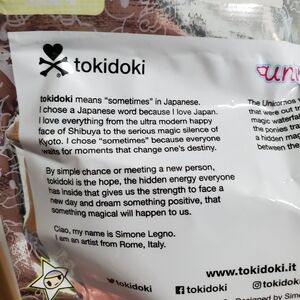 tokidoki
tokidoki means "sometimes" in Japanese.
I chose a Japanese word because I love Japan.
I love everything from the ultra modern happy
face of Shibuya to the serious magic silence of
Kyoto. I chose "sometimes" because everyone
waits for moments that change one's destiny.
By simple chance or meeting a new person,
tokidoki is the hope, the hidden energy everyone
has inside that gives us the strength to face a
new day and dream something positive, that
something magical will happen to us.
Ciao, my name is Simone Legno.
I am an artist from Rome, Italy.
The Unicornos
that were out
magic waterfall
the ponies
a hidden
between the
www.tokidoki.it
tokidoki
tokidoki
tokidoki
Designed by Simone